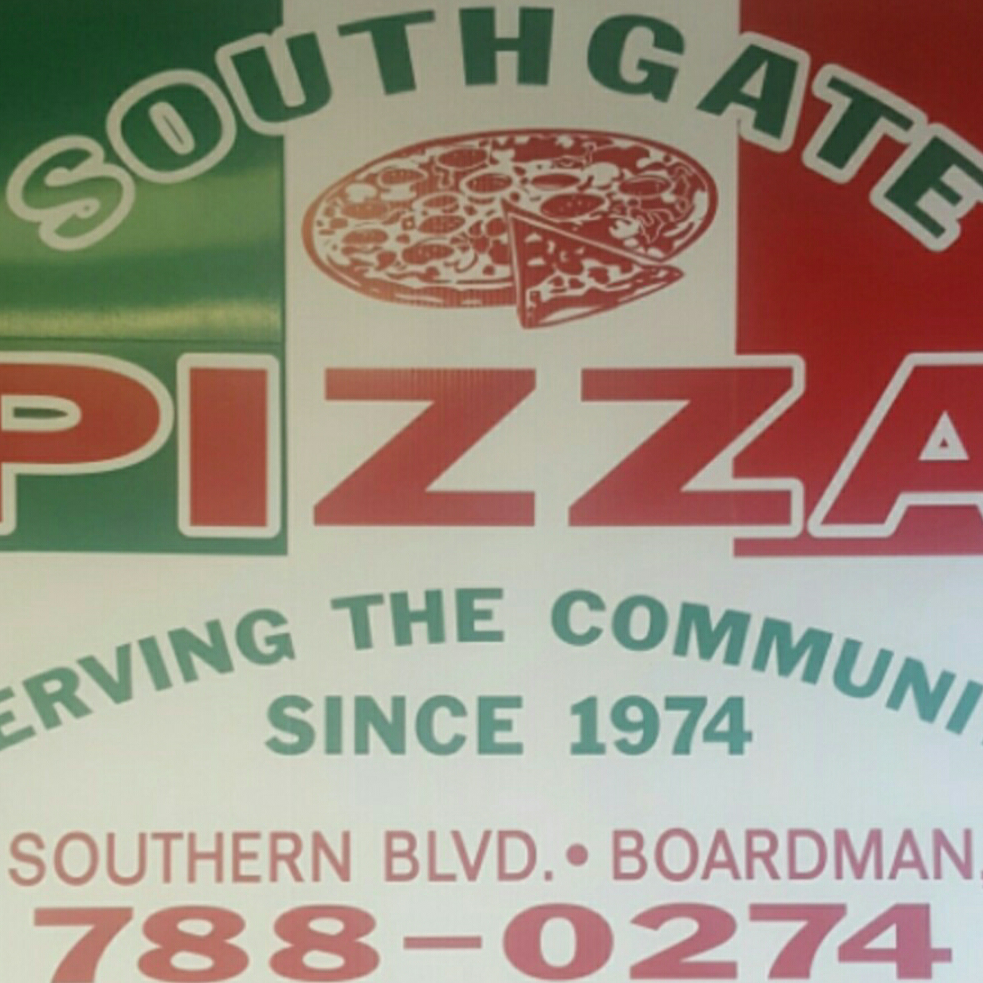 SOUTHGATE
PIZZA
ERVING THE COMMUNI
SINCE 1974
SOUTHERN BLVD. • BOARDMAN.
788-0274